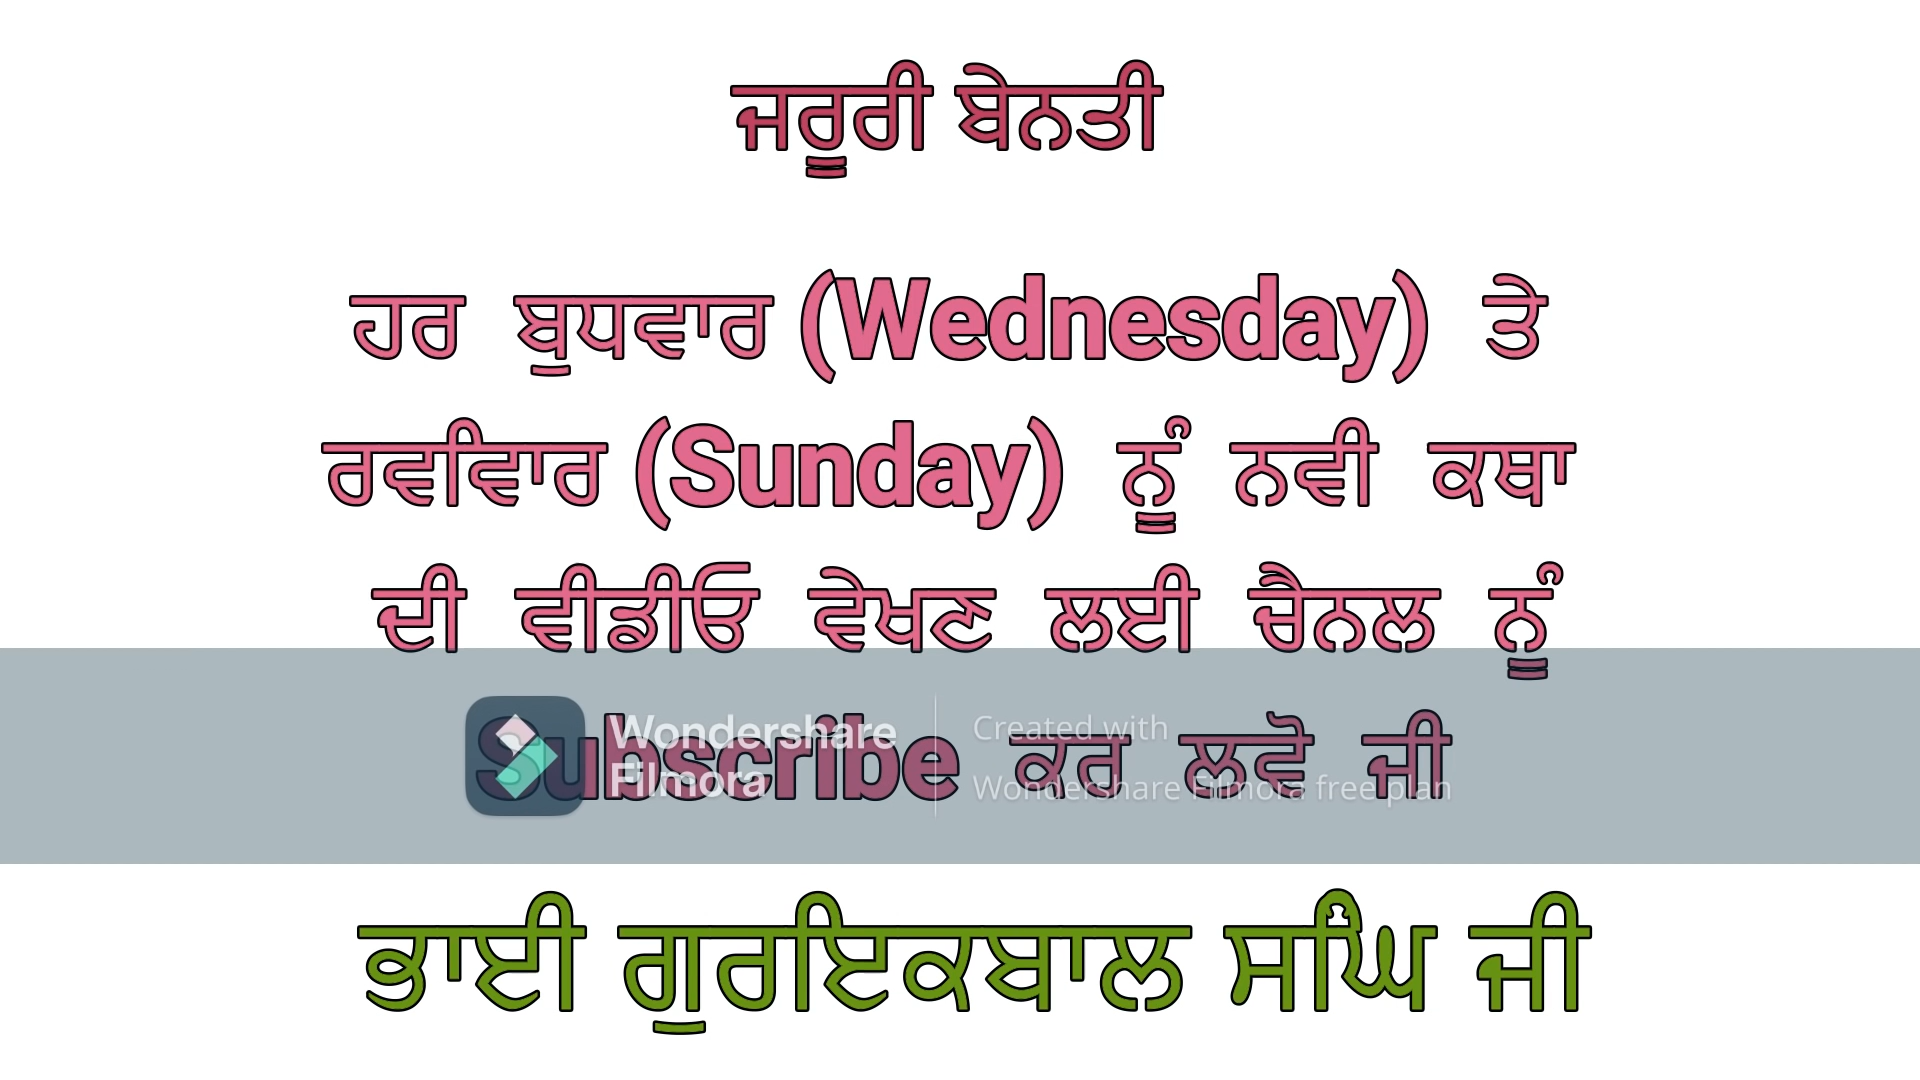 ਜਰੂਰੀ ਬੇਨਤੀ
ਹਰ ਬੁਧਵਾਰ (Wednesday) ਤੇ
ਰਵੀਵਾਰ (Sunday) ਨੂੰ ਨਵੀ ਕਥਾ
ਦੀ ਵੀਡੀਓ ਵੇਖਣ ਲਈ ਚੈਨਲ ਨੂੰ
Subscribe ਕਰ ਲਵੋ ਜੀ
Wondershare Filmora
Created with
Wondershare Filmora free plan
ਭਾਈ ਗੁਰਇਕਬਾਲ ਸਿੰਘ ਜੀ